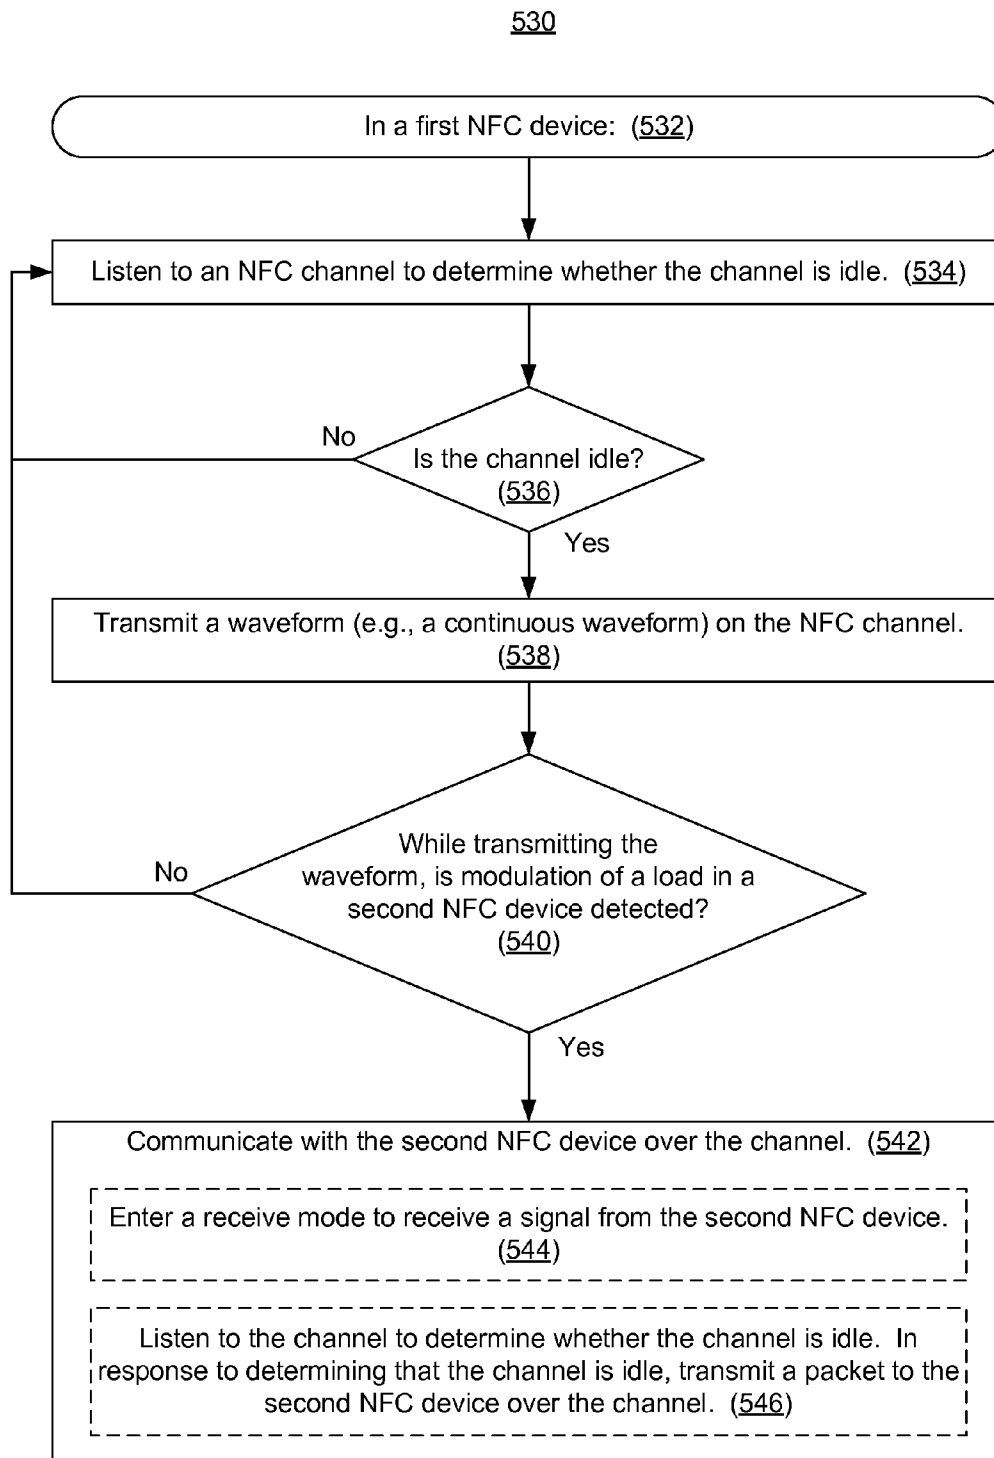 530
In a first NFC device:  (532)
Listen to an NFC channel to determine whether the channel is idle.  (534)
No
Is the channel idle?
(536)
Yes
Transmit a waveform (e.g., a continuous waveform) on the NFC channel.
(538)
While transmitting the
No
waveform, is modulation of a load in a
second NFC device detected?
(540)
Yes
Communicate with the second NFC device over the channel.  (542)
Enter a receive mode to receive a signal from the second NFC device.
(544)
Listen to the channel to determine whether the channel is idle.  In
response to determining that the channel is idle, transmit a packet to the
second NFC device over the channel.  (546)